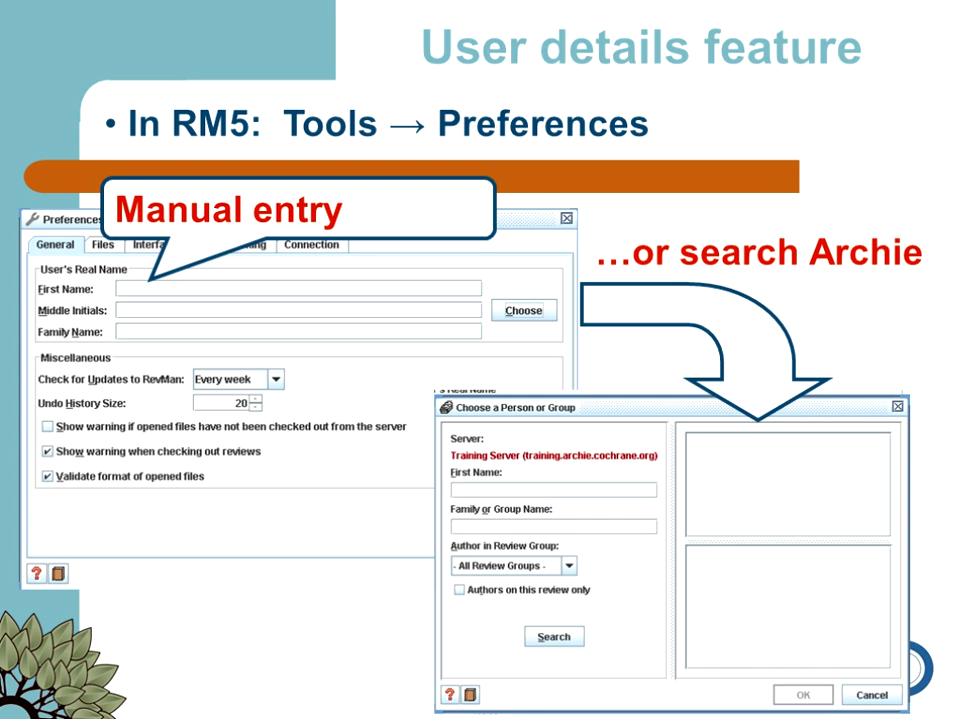 User details feature
• In RM5: Tools → Preferences
Manual entry
…or search Archie
Preferences
General Files Connection
User's Real Name
First Name:
Middle Initials:
Choose
Family Name:
Miscellaneous
Check for Updates to RevMan: Every week
Undo History Size: 20
Show warning if opened files have not been checked out from the server
Show warning when checking out reviews
Validate format of opened files
Choose a Person or Group
Server:
Training Server (training.archie.cochrane.org)
First Name:
Family or Group Name:
Author in Review Group:
- All Review Groups -
Authors on this review only
Search
OK Cancel